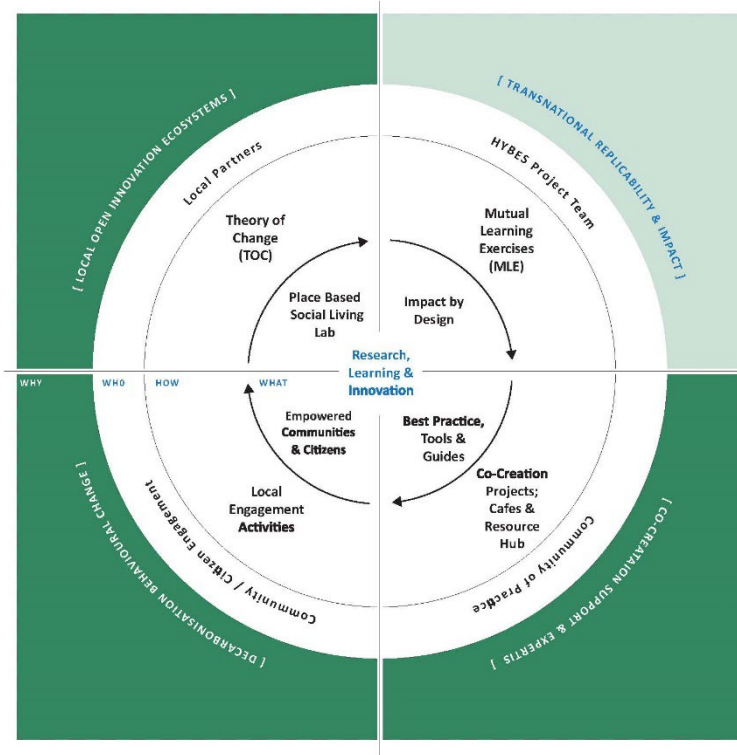 [ LOCAL OPEN INNOVATION ECOSYSTEMS ]
[ TRANSNATIONAL REPLICABILITY & IMPACT ]
Local Partners
HYBES Project Team
Theory of
Change
(TOC)
Mutual
Learning
Exercises
(MLE)
Place Based
Social Living
Lab
Impact by
Design
Research,
Learning &
Innovation
WHY
WHO
HOW
WHAT
Empowered
Communities
& Citizens
Best Practice,
Tools &
Guides
Local
Engagement
Activities
Co-Creation
Projects;
Cafes &
Resource
Hub
Community / Citizen Engagement
Community of Practice
[ DECARBONISATION BEHAVIOURAL CHANGE ]
[ CO-CREATAION SUPPORT & EXPERTIS ]